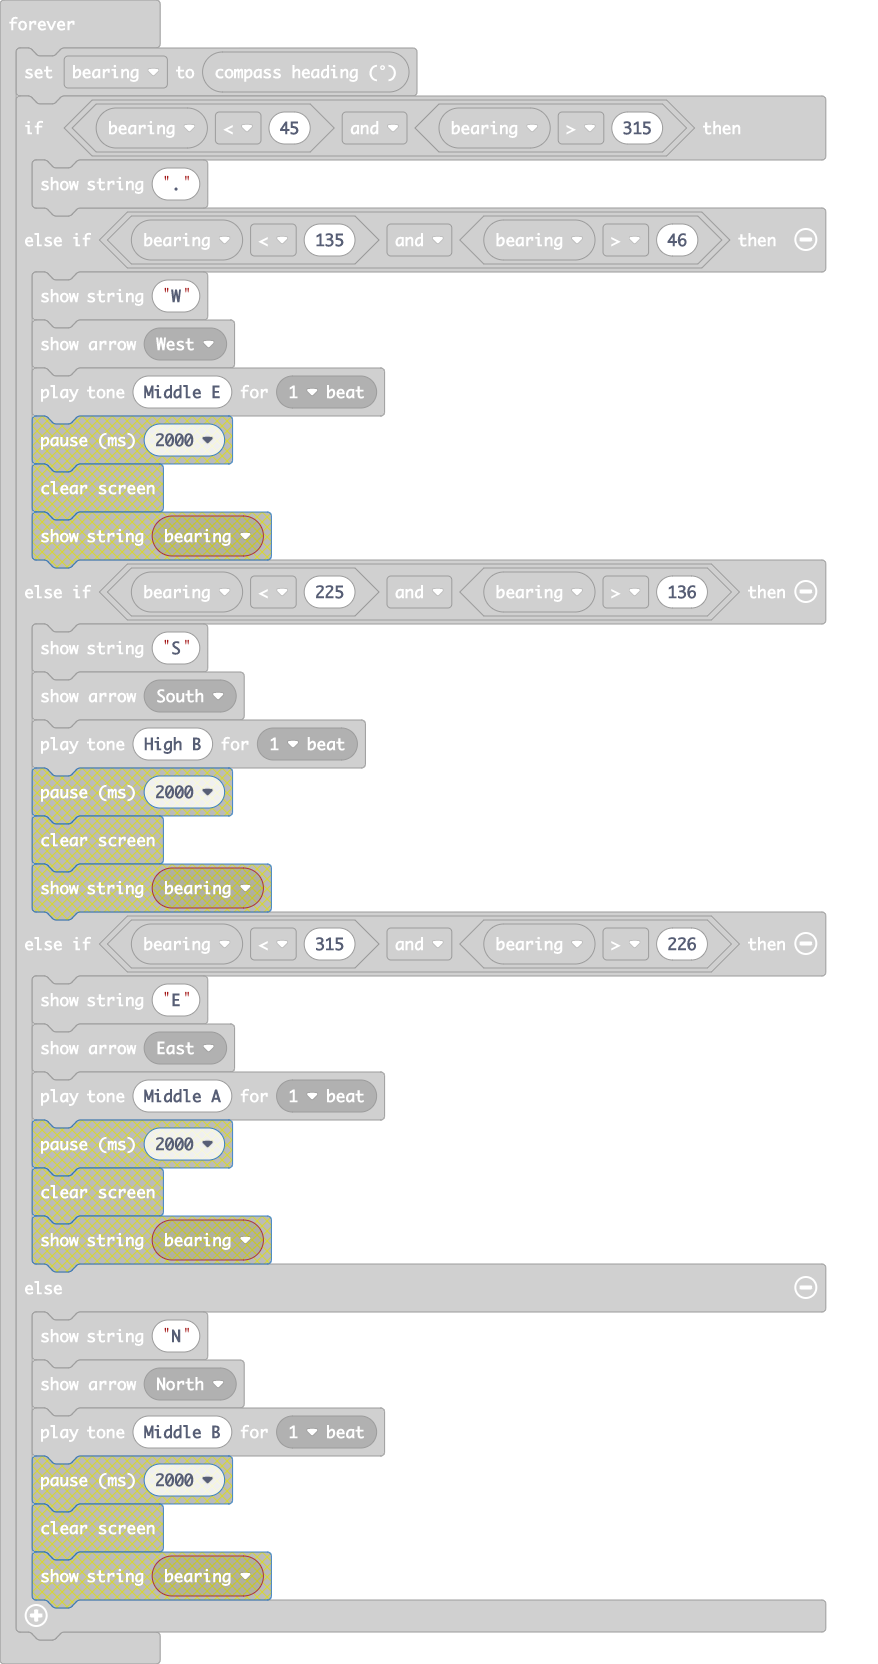 forever
set bearing to compass heading (°)
if bearing < 45 and bearing > 315 then
show string "."
else if bearing < 135 and bearing > 46 then
show string "W"
show arrow West
play tone Middle E for 1 beat
pause (ms) 2000
clear screen
show string bearing
else if bearing < 225 and bearing > 136 then
show string "S"
show arrow South
play tone High B for 1 beat
pause (ms) 2000
clear screen
show string bearing
else if bearing < 315 and bearing > 226 then
show string "E"
show arrow East
play tone Middle A for 1 beat
pause (ms) 2000
clear screen
show string bearing
else
show string "N"
show arrow North
play tone Middle B for 1 beat
pause (ms) 2000
clear screen
show string bearing